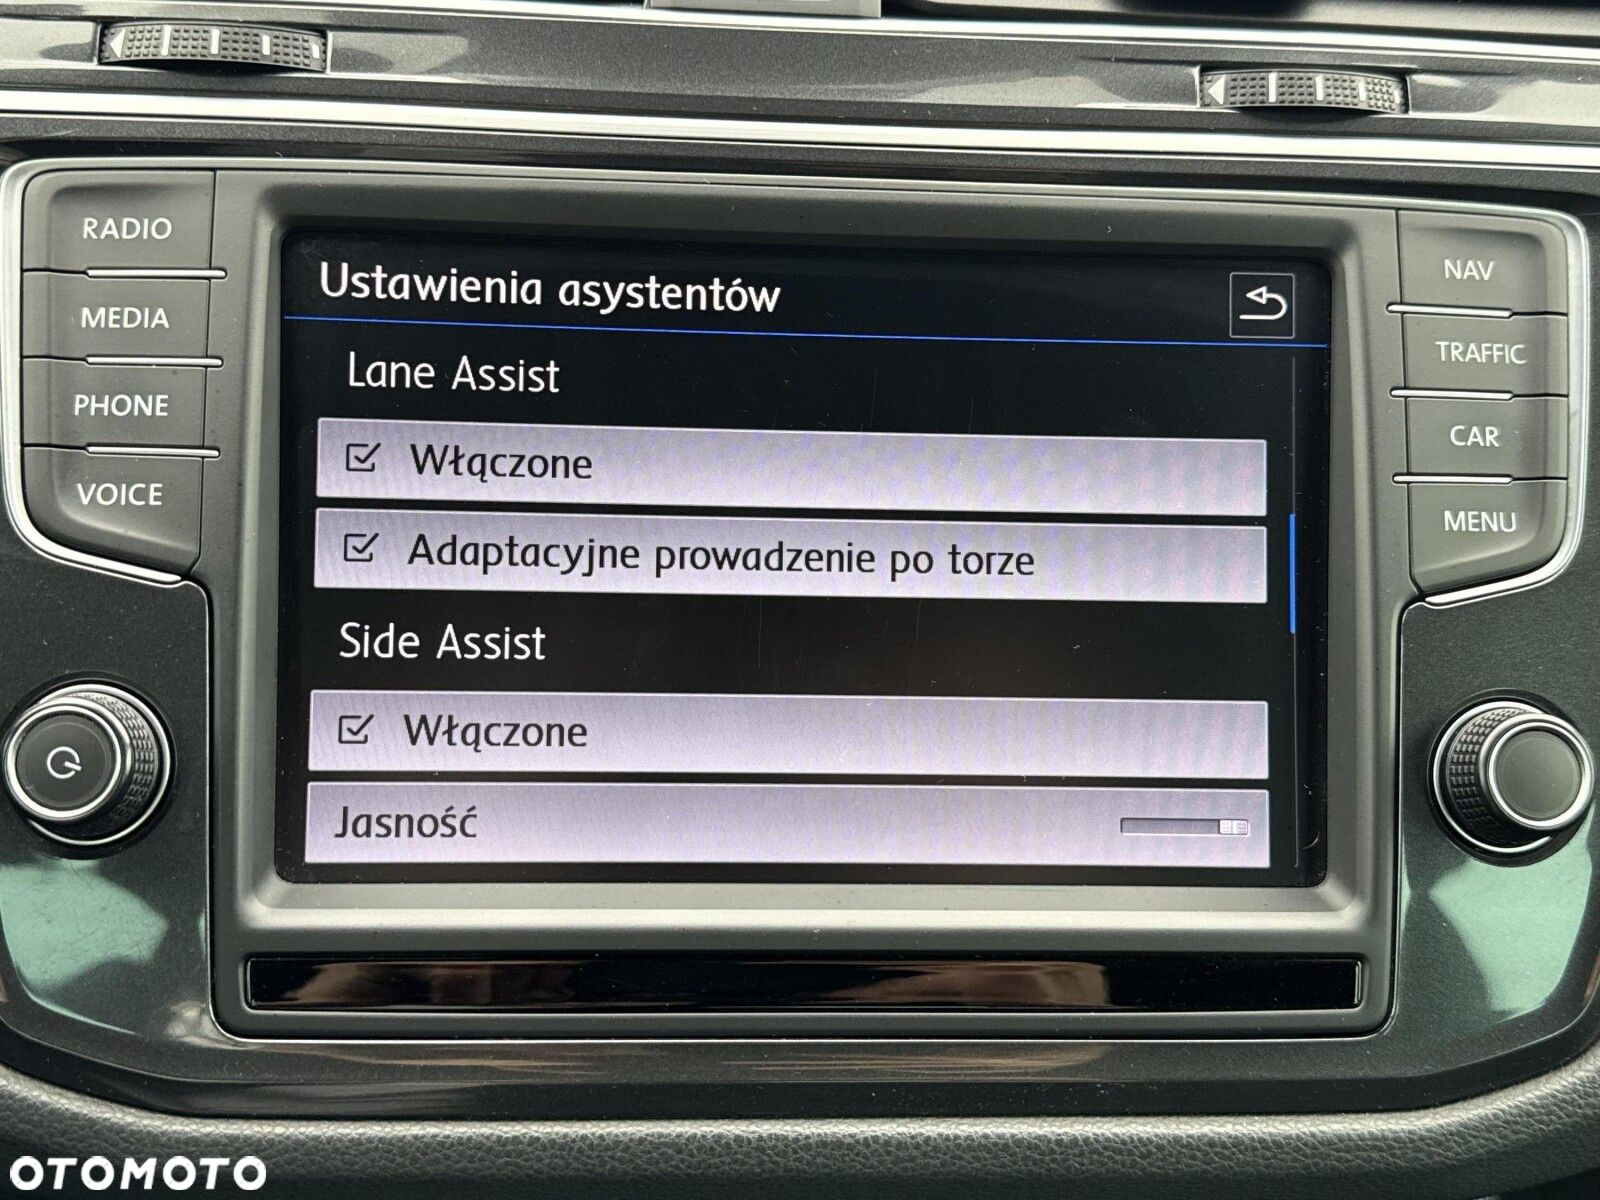 RADIO
MEDIA
PHONE
VOICE
Ustawienia asystentów
Lane Assist
Włączone
Adaptacyjne prowadzenie po torze
Side Assist
Włączone
Jasność
NAV
TRAFFIC
CAR
MENU
OTOMOTO